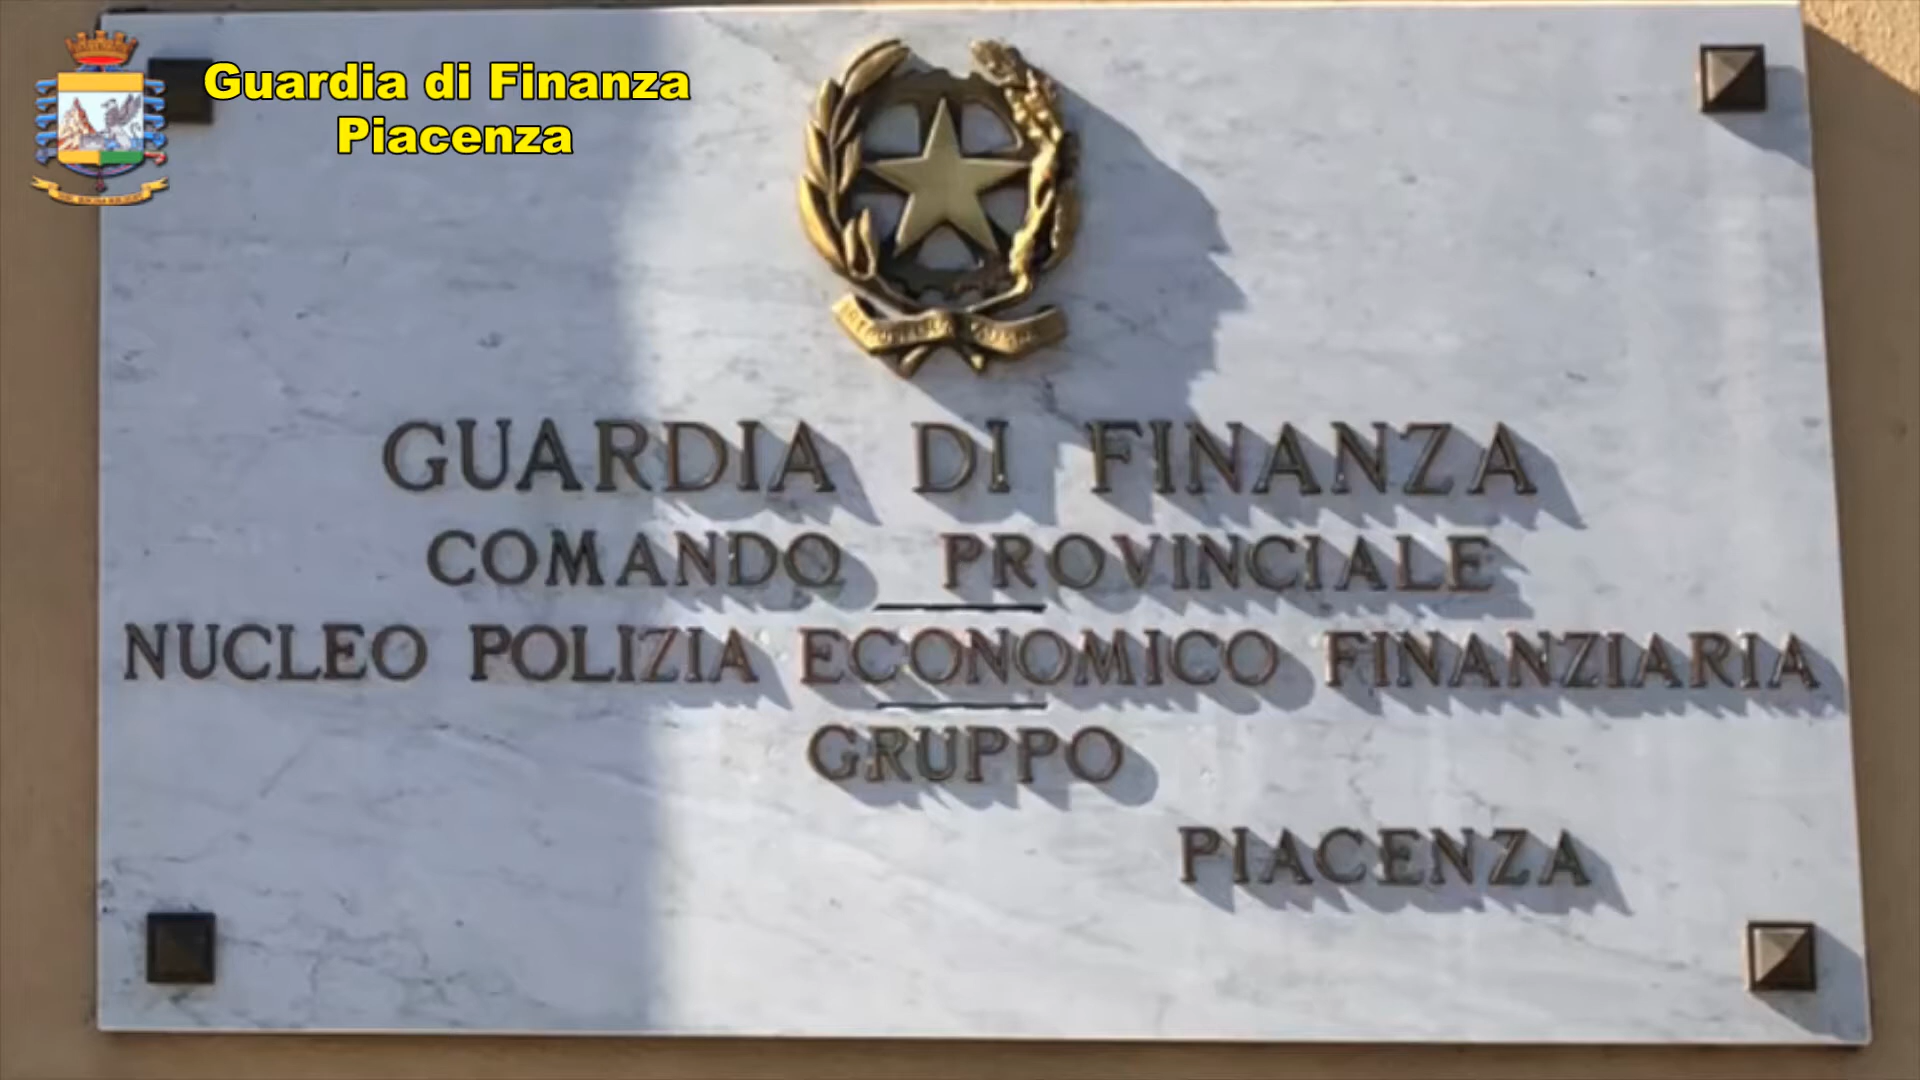 Guardia di Finanza
Piacenza
GUARDIA DI FINANZA
COMANDO PROVINCIALE
NUCLEO POLIZIA ECONOMICO FINANZIARIA
GRUPPO
PIACENZA